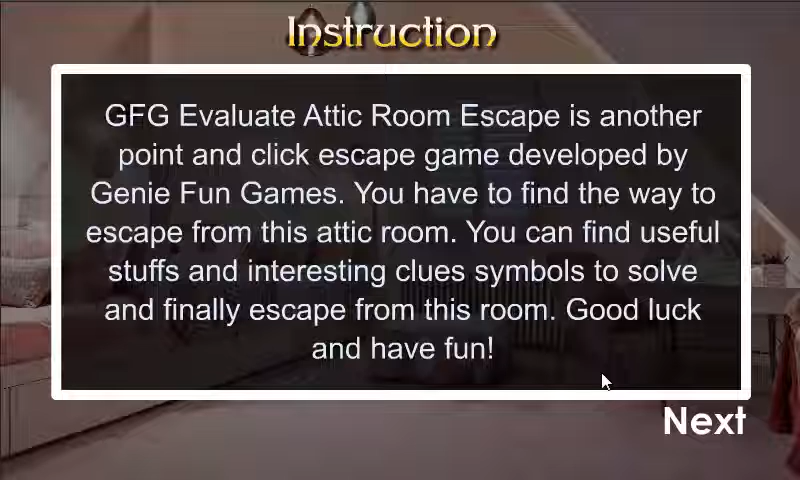 Instruction
GFG Evaluate Attic Room Escape is another
point and click escape game developed by
Genie Fun Games. You have to find the way to
escape from this attic room. You can find useful
stuffs and interesting clues symbols to solve
and finally escape from this room. Good luck
and have fun!
Next